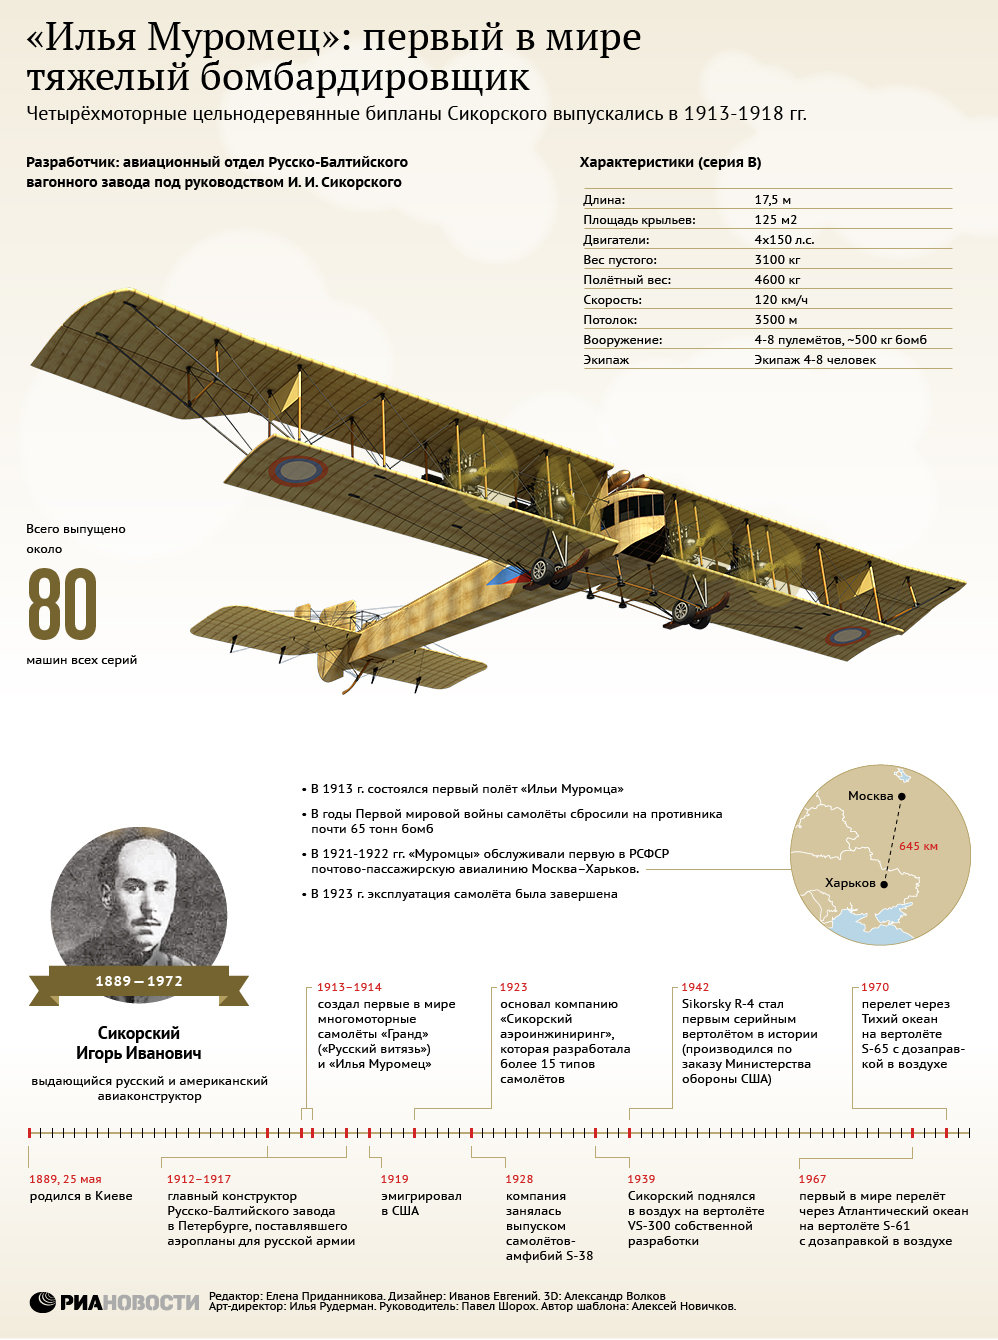 «Илья Муромец»: первый в мире
тяжелый бомбардировщик
Четырёхмоторные цельнодеревянные бипланы Сикорского выпускались в 1913-1918 гг.
Разработчик: авиационный отдел Русско-Балтийского
вагонного завода под руководством И. И. Сикорского
Характеристики (серия В)
Длина: 17,5 м
Площадь крыльев: 125 м2
Двигатели: 4х150 л.с.
Вес пустого: 3100 кг
Полётный вес: 4600 кг
Скорость: 120 км/ч
Потолок: 3500 м
Вооружение: 4-8 пулемётов, ~500 кг бомб
Экипаж Экипаж 4-8 человек
Всего выпущено
около
80
машин всех серий
• В 1913 г. состоялся первый полёт «Ильи Муромца»
• В годы Первой мировой войны самолёты сбросили на противника
почти 65 тонн бомб
• В 1921-1922 гг. «Муромцы» обслуживали первую в РСФСР
почтово-пассажирскую авиалинию Москва–Харьков.
• В 1923 г. эксплуатация самолёта была завершена
Москва
645 км
Харьков
1889 — 1972
Сикорский
Игорь Иванович
выдающийся русский и американский
авиаконструктор
1913–1914
создал первые в мире
многомоторные
самолёты «Гранд»
(«Русский витязь»)
и «Илья Муромец»
1923
основал компанию
«Сикорский
аэроинжиниринг»,
которая разработала
более 15 типов
самолётов
1942
Sikorsky R-4 стал
первым серийным
вертолётом в истории
(производился по
заказу Министерства
обороны США)
1970
перелет через
Тихий океан
на вертолёте
S-65 с дозаправ-
кой в воздухе
1889, 25 мая
родился в Киеве
1912–1917
главный конструктор
Русско-Балтийского завода
в Петербурге, поставлявшего
аэропланы для русской армии
1919
эмигрировал
в США
1928
компания
занялась
выпуском
самолётов-
амфибий S-38
1939
Сикорский поднялся
в воздух на вертолёте
VS-300 собственной
разработки
1967
первый в мире перелёт
через Атлантический океан
на вертолёте S-61
с дозаправкой в воздухе
РИАНОВОСТИ
Редактор: Елена Приданникова. Дизайнер: Иванов Евгений. 3D: Александр Волков
Арт-директор: Илья Рудерман. Руководитель: Павел Шорох. Автор шаблона: Алексей Новичков.